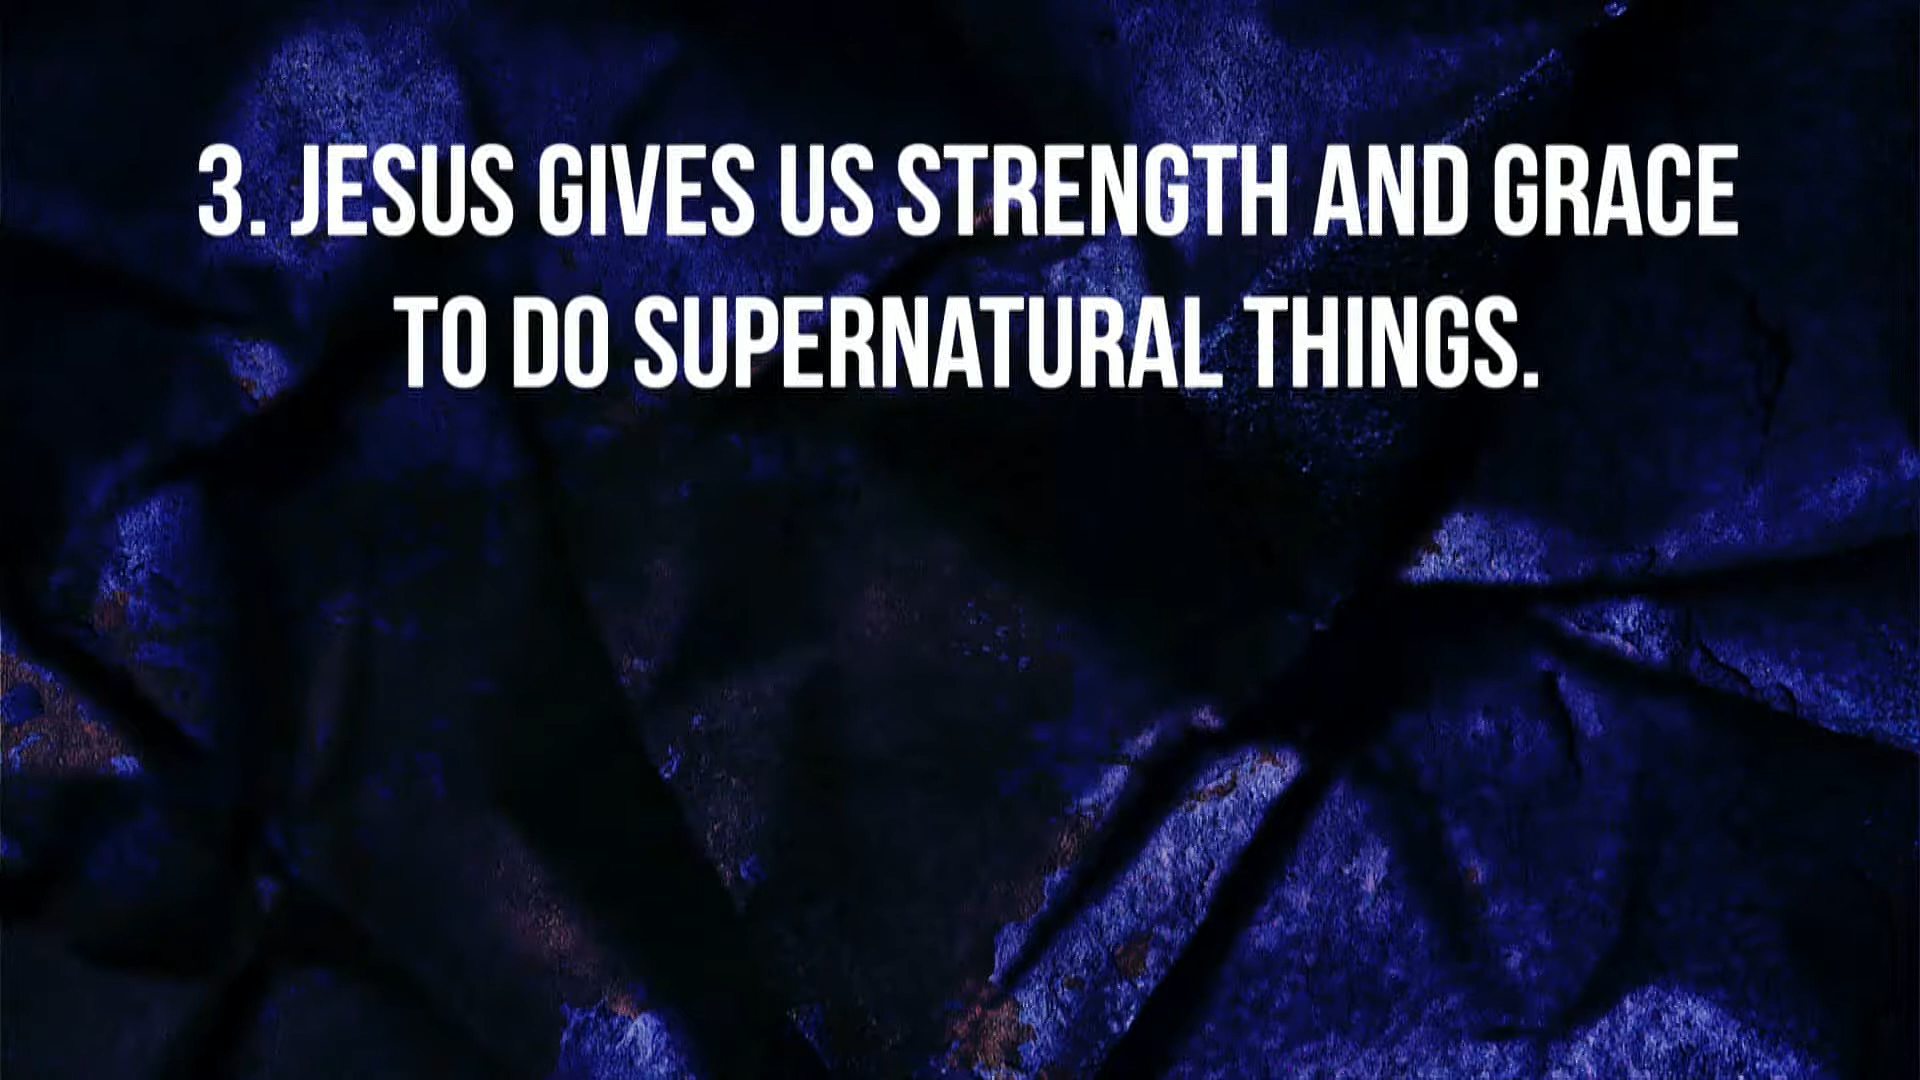 3. JESUS GIVES US STRENGTH AND GRACE
TO DO SUPERNATURAL THINGS.